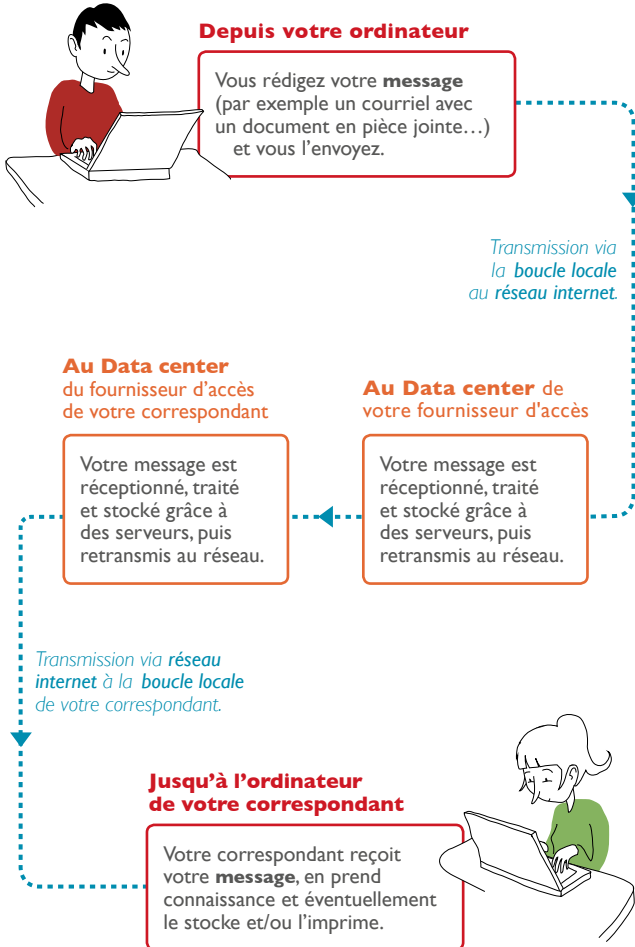 Depuis votre ordinateur
Vous rédigez votre message
(par exemple un courriel avec
un document en pièce jointe…)
et vous l’envoyez.
Transmission via
la boucle locale
au réseau internet.
Au Data center de
votre fournisseur d'accès
Votre message est
réceptionné, traité
et stocké grâce à
des serveurs, puis
retransmis au réseau.
Au Data center
du fournisseur d’accès
de votre correspondant
Votre message est
réceptionné, traité
et stocké grâce à
des serveurs, puis
retransmis au réseau.
Transmission via réseau
internet à la boucle locale
de votre correspondant.
Jusqu’à l’ordinateur
de votre correspondant
Votre correspondant reçoit
votre message, en prend
connaissance et éventuellement
le stocke et/ou l’imprime.